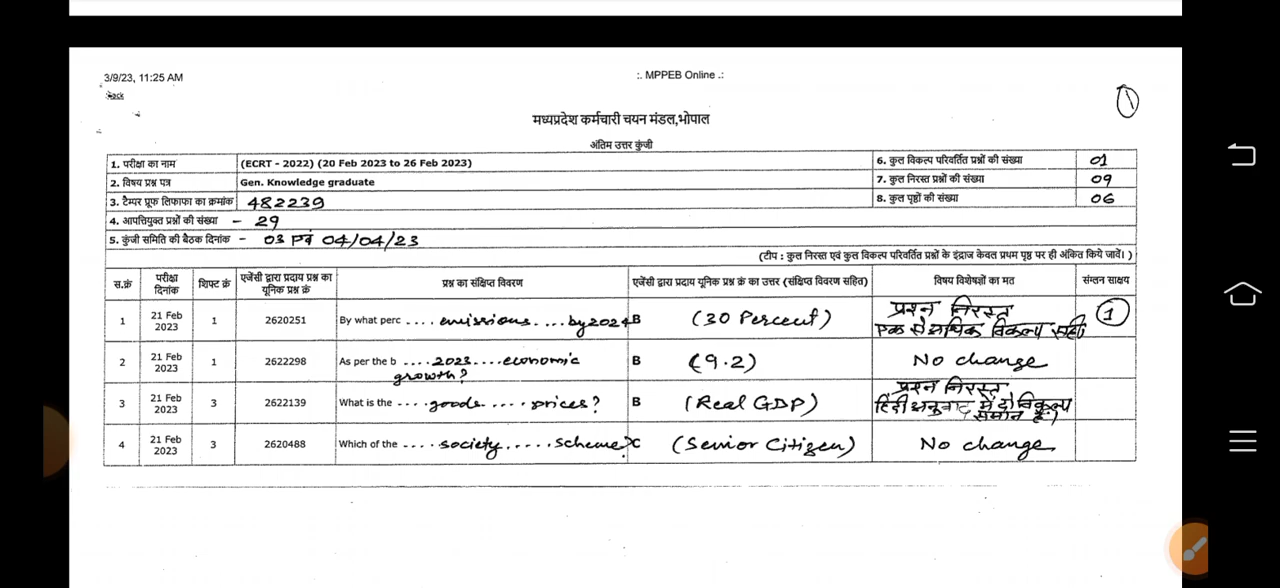 3/9/23, 11:25 AM :. MPPEB Online .:
Back
1
मध्यप्रदेश कर्मचारी चयन मंडल,भोपाल
अंतिम उत्तर कुंजी
1. परीक्षा का नाम (ECRT - 2022) (20 Feb 2023 to 26 Feb 2023) 6. कुल विकल्प परिवर्तित प्रश्नों की संख्या 01
2. विषय प्रश्न पत्र Gen. Knowledge graduate 7. कुल निरस्त प्रश्नों की संख्या 09
3. टैम्पर प्रूफ लिफाफा का क्रमांक 482239 8. कुल पृष्ठों की संख्या 06
4. आपत्तियुक्त प्रश्नों की संख्या - 29
5. कुंजी समिति की बैठक दिनांक - 03 एवं 04/04/23
(टीप : कुल निरस्त एवं कुल विकल्प परिवर्तित प्रश्नों के इंद्राज केवल प्रथम पृष्ठ पर ही अंकित किये जावें। )
स.क्रं परीक्षा दिनांक शिफ्ट क्रं एजेंसी द्वारा प्रदाय प्रश्न का यूनिक प्रश्न क्रं प्रश्न का संक्षिप्त विवरण एजेंसी द्वारा प्रदाय यूनिक प्रश्न क्रं का उत्तर (संक्षिप्त विवरण सहित) विषय विशेषज्ञों का मत संग्लन साक्ष्य
1 21 Feb 2023 1 2620251 By what perc .... emissions ... by 2024 B (30 Percent) प्रश्न निरस्त एक से अधिक विकल्प सही 1
2 21 Feb 2023 1 2622298 As per the b .... 2023 .... economic growth? B (9.2) No change
3 21 Feb 2023 3 2622139 What is the .... goods .... prices? B (Real GDP) प्रश्न निरस्त हिंदी अनुवाद में दो विकल्प समान है।
4 21 Feb 2023 3 2620488 Which of the .... society ..... scheme? C (Senior Citizen) No change